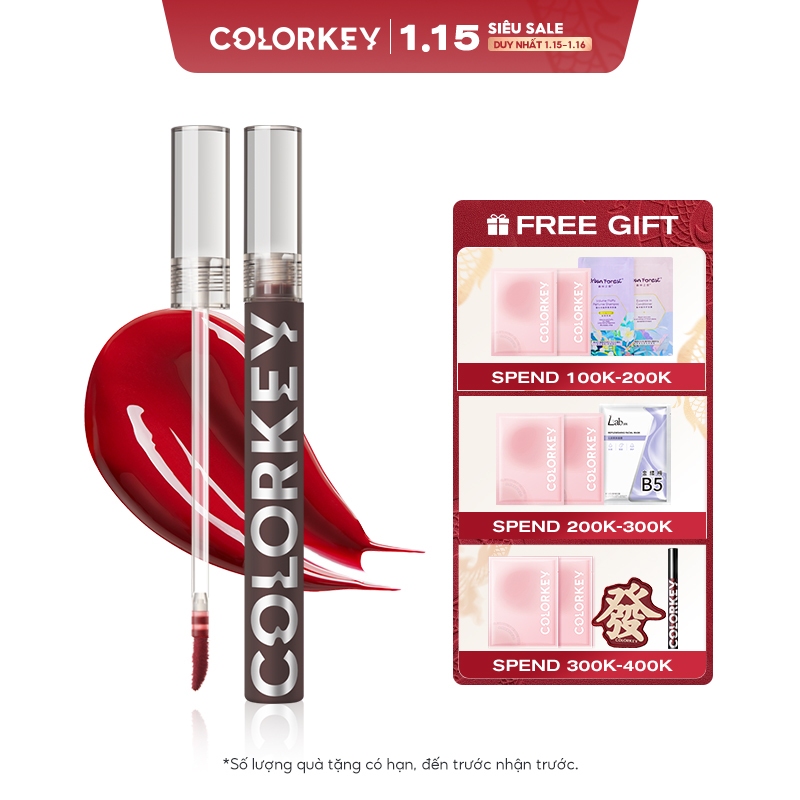 COLORKEY
1.15
SIÊU SALE
DUY NHẤT 1.15-1.16
COLORKEY
FREE GIFT
COLORKEY
COLORKEY
SPEND 100K-200K
COLORKEY
COLORKEY
Lab
B5
SPEND 200K-300K
COLORKEY
COLORKEY
發
COLORKEY
COLORKEY
SPEND 300K-400K
*Số lượng quà tặng có hạn, đến trước nhận trước.